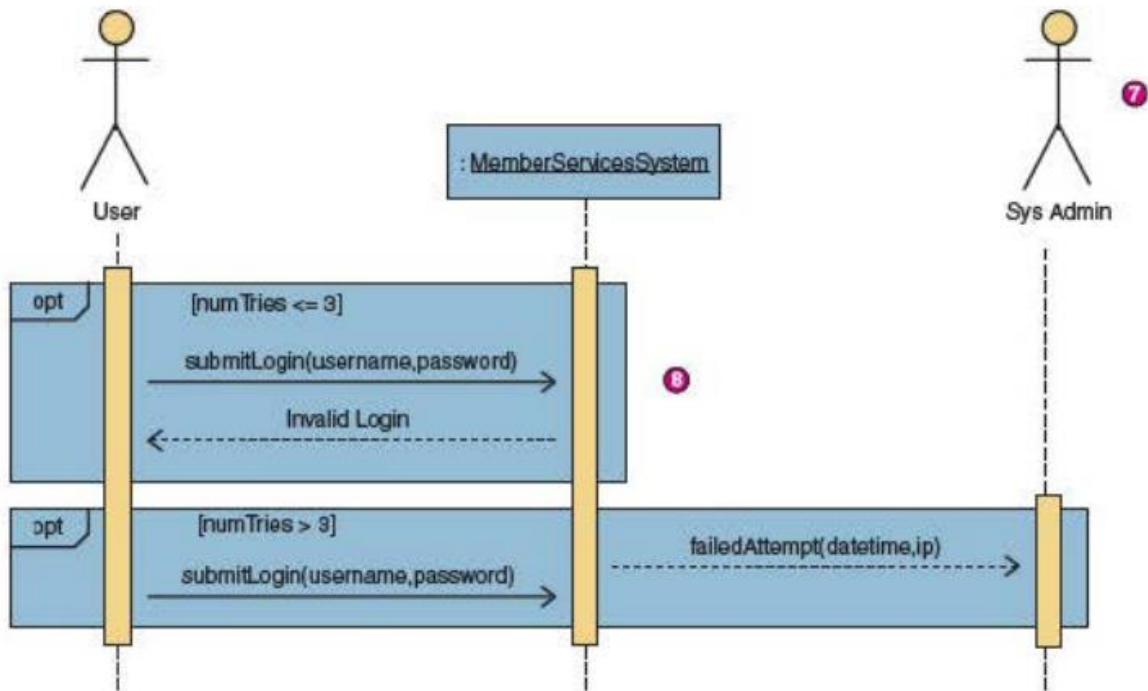 7
: MemberServicesSystem
User
Sys Admin
opt
[numTries <= 3]
submitLogin(username,password)
8
Invalid Login
opt
[numTries > 3]
failedAttempt(datetime,ip)
submitLogin(username,password)